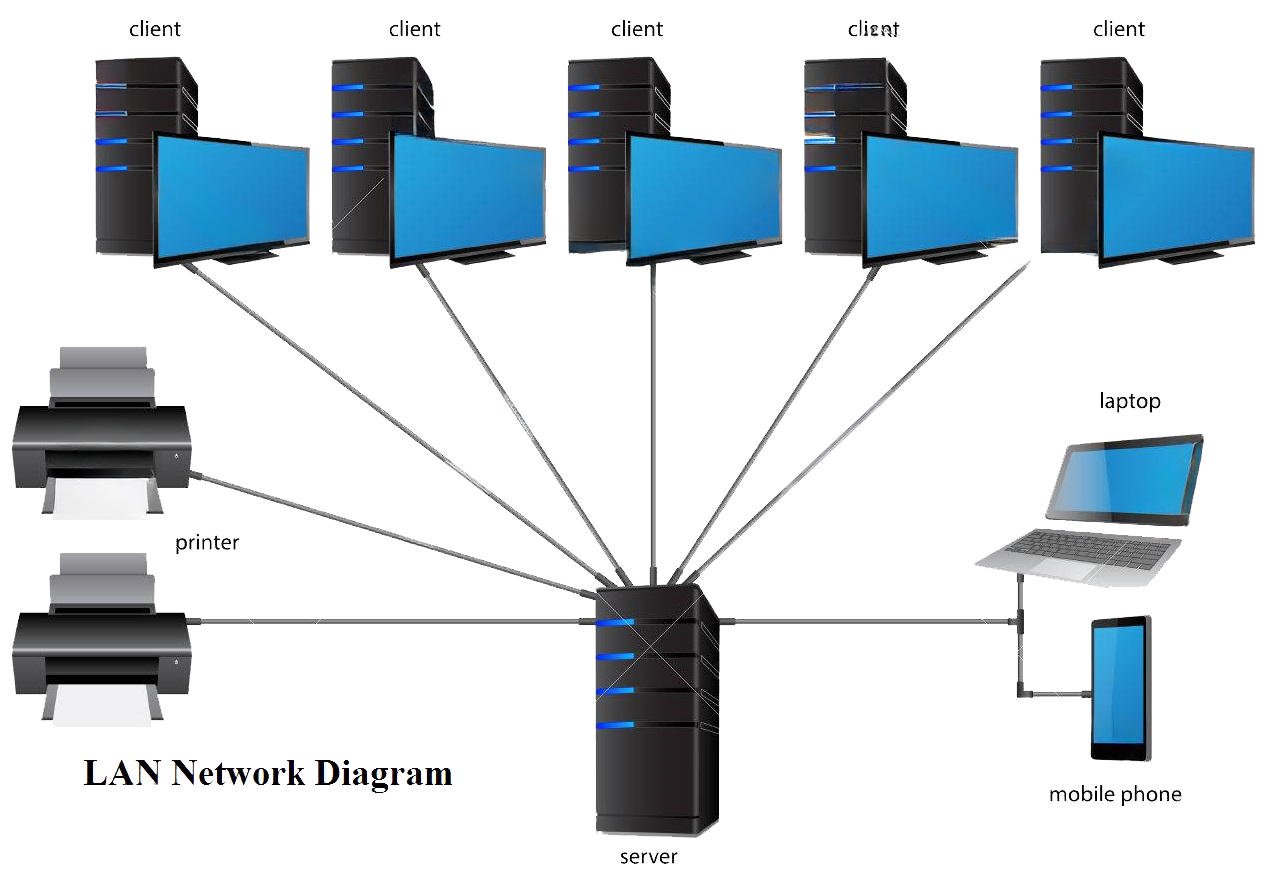 client
client
client
client
client
laptop
printer
LAN Network Diagram
mobile phone
server